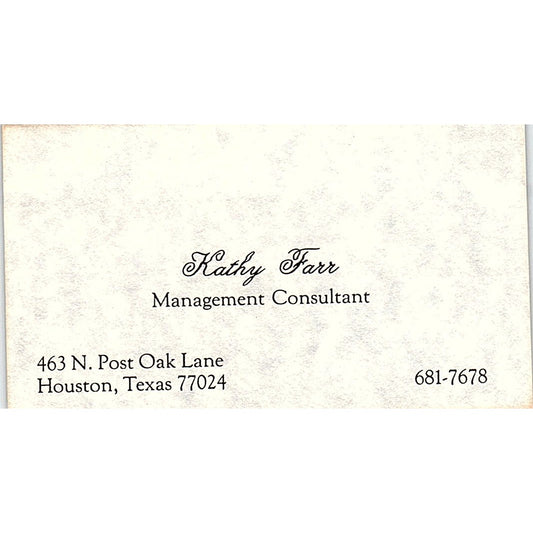 Kathy Farr
Management Consultant
463 N. Post Oak Lane
Houston, Texas 77024
681-7678